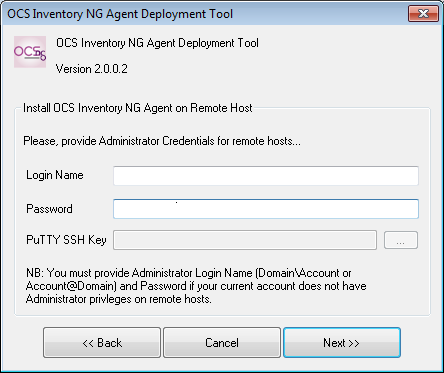 OCS Inventory NG Agent Deployment Tool
OCS Inventory NG Agent Deployment Tool
Version 2.0.0.2
Install OCS Inventory NG Agent on Remote Host
Please, provide Administrator Credentials for remote hosts...
Login Name
Password
PuTTY SSH Key
...
NB: You must provide Administrator Login Name (Domain\Account or
Account@Domain) and Password if your current account does not have
Administrator privleges on remote hosts.
<< Back
Cancel
Next >>